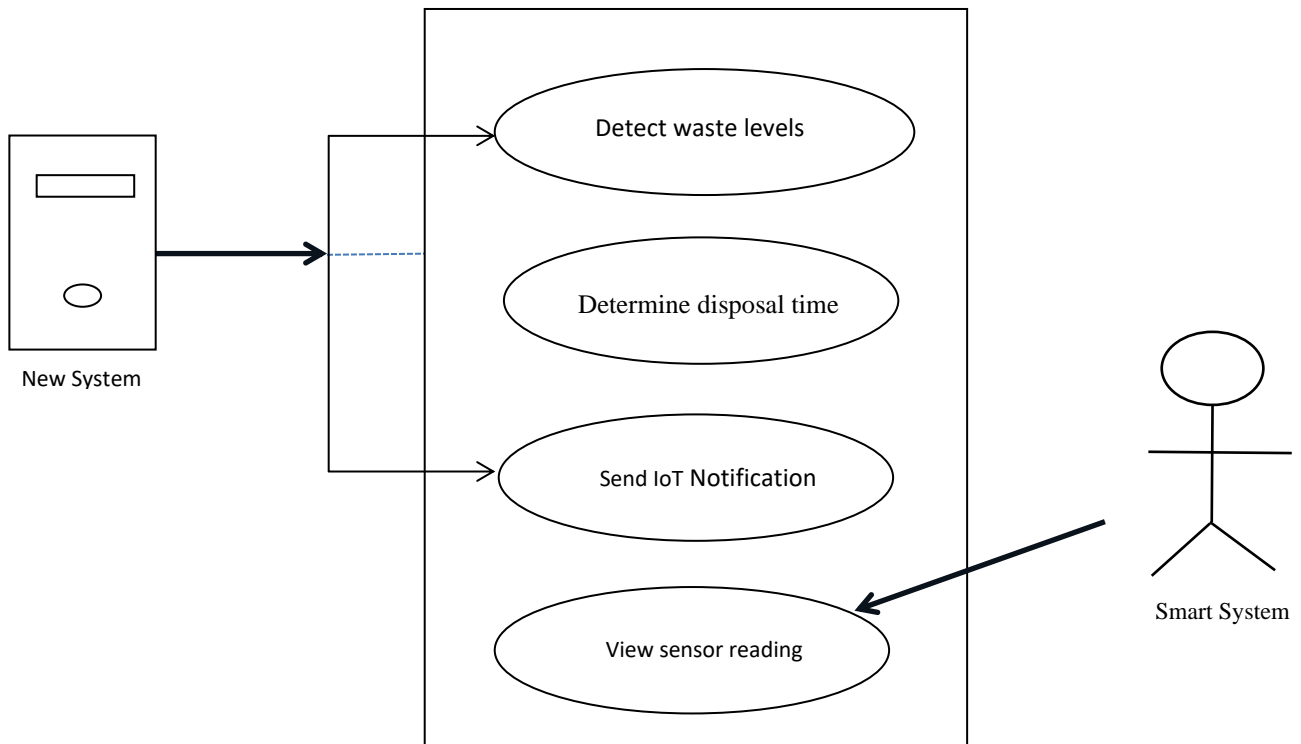 Detect waste levels
Determine disposal time
New System
Send IoT Notification
Smart System
View sensor reading